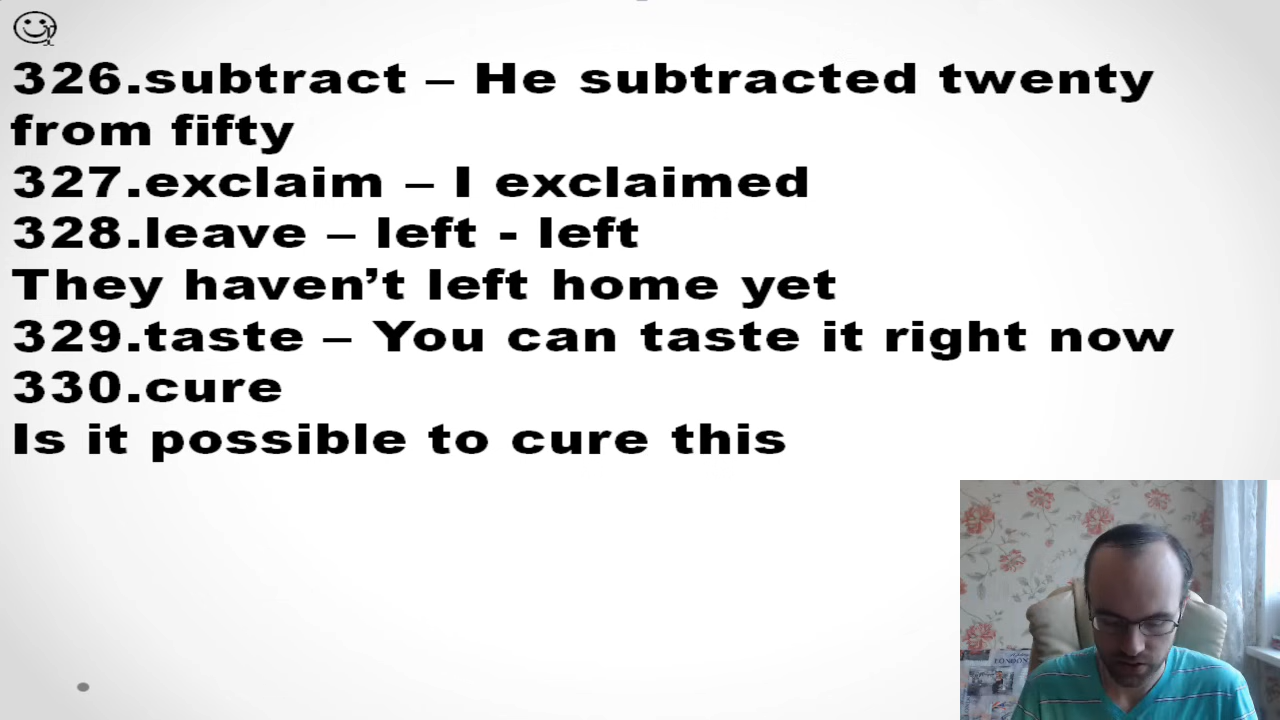 326.subtract – He subtracted twenty
from fifty
327.exclaim – I exclaimed
328.leave – left - left
They haven’t left home yet
329.taste – You can taste it right now
330.cure
Is it possible to cure this
LONDON